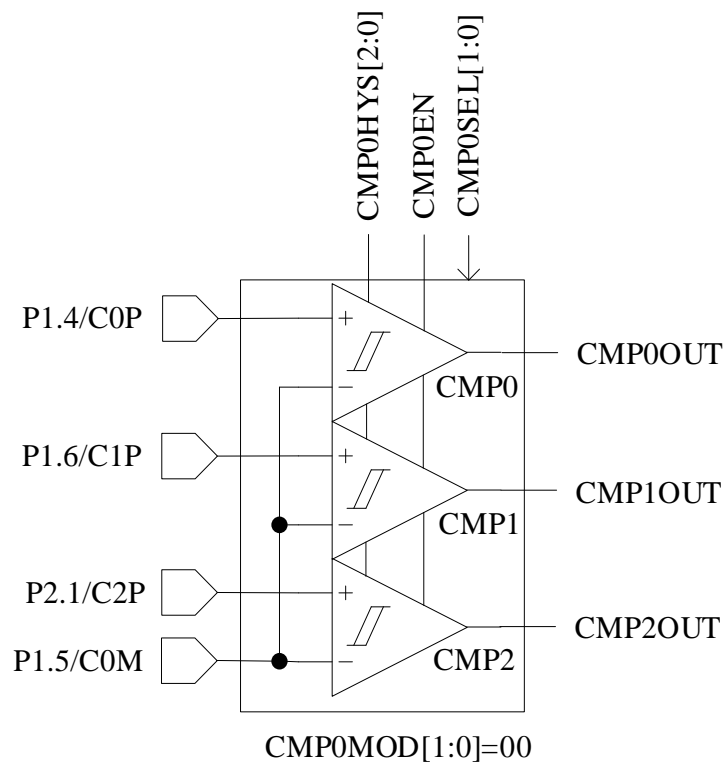 CMP0HYS[2:0]
CMP0EN
CMP0SEL[1:0]
P1.4/C0P
+
−
CMP0
CMP0OUT
P1.6/C1P
+
−
CMP1
CMP1OUT
P2.1/C2P
+
−
CMP2
CMP2OUT
P1.5/C0M
CMP0MOD[1:0]=00